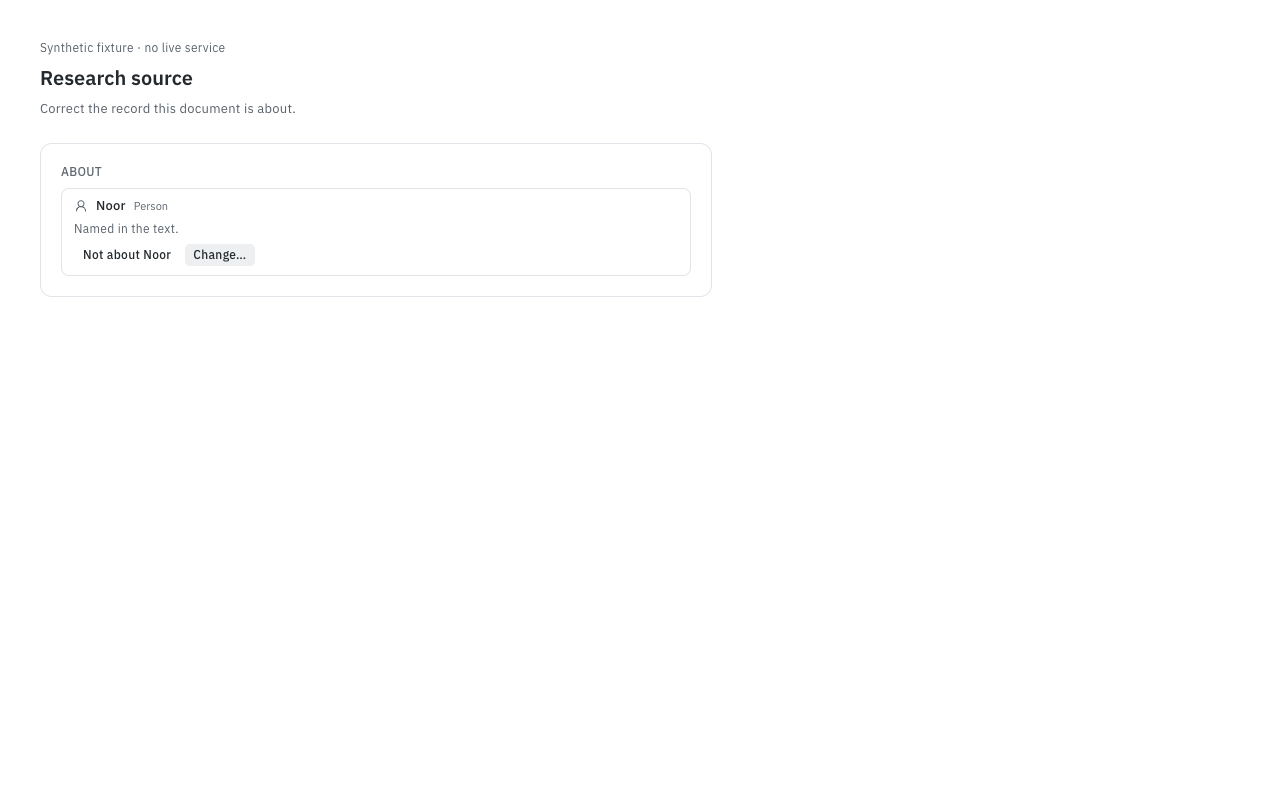 Synthetic fixture · no live service
Research source
Correct the record this document is about.
ABOUT
Noor Person
Named in the text.
Not about Noor Change…